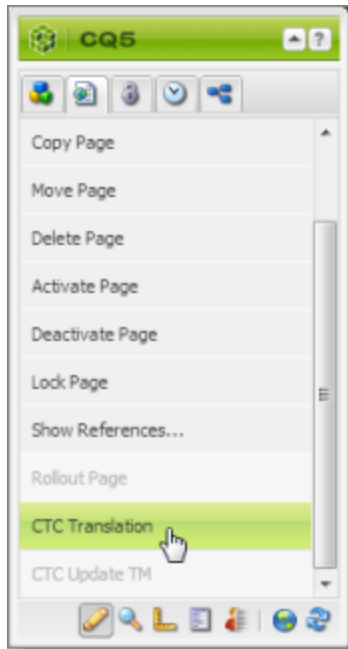 CQ5
?
Copy Page
Move Page
Delete Page
Activate Page
Deactivate Page
Lock Page
Show References...
Rollout Page
CTC Translation
CTC Update TM